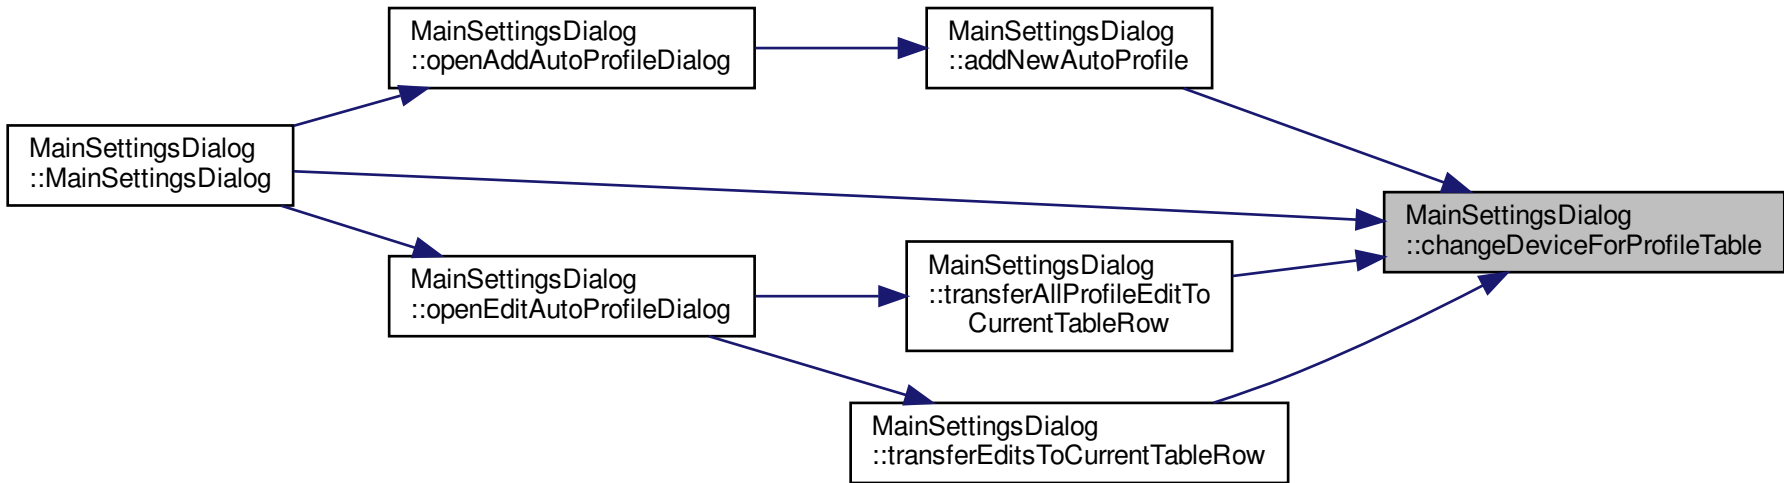 MainSettingsDialog
::openAddAutoProfileDialog
MainSettingsDialog
::addNewAutoProfile
MainSettingsDialog
::MainSettingsDialog
MainSettingsDialog
::changeDeviceForProfileTable
MainSettingsDialog
::openEditAutoProfileDialog
MainSettingsDialog
::transferAllProfileEditTo
CurrentTableRow
MainSettingsDialog
::transferEditsToCurrentTableRow